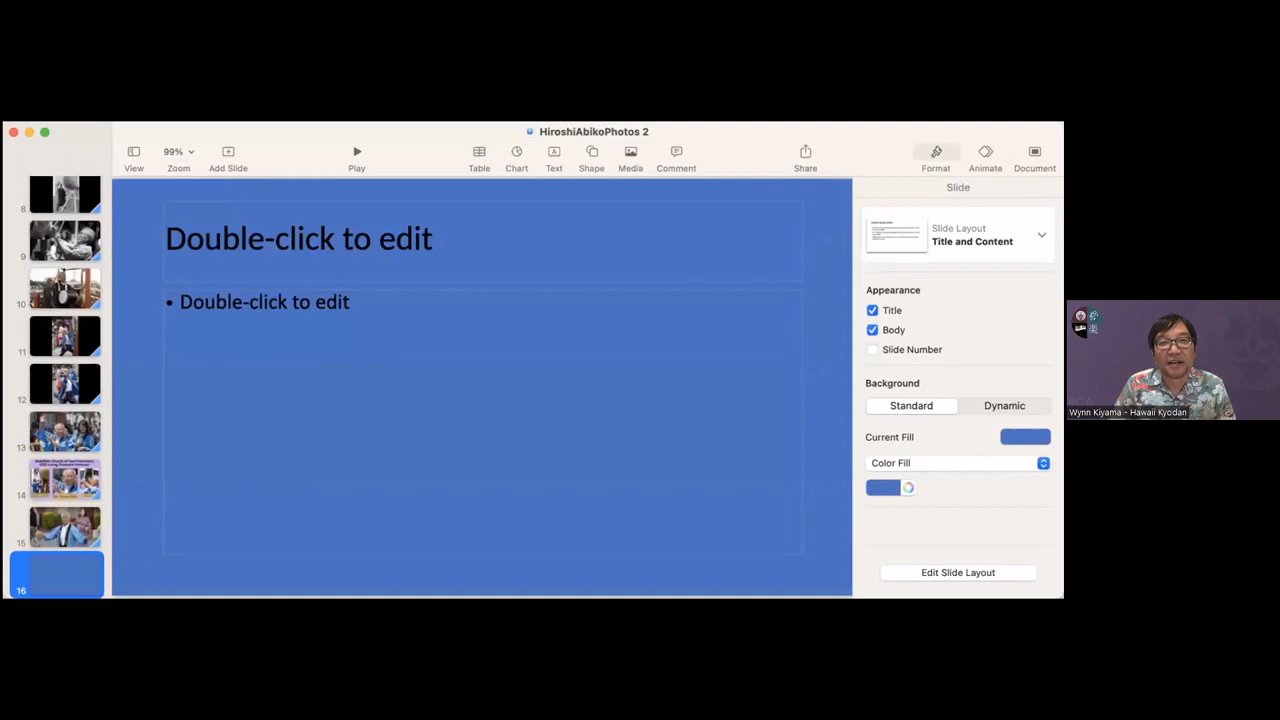 HiroshiAbikoPhotos 2
99%
View
Zoom
Add Slide
Play
Table
Chart
Text
Shape
Media
Comment
Share
Format
Animate
Document
8
9
10
11
12
13
14
15
16
Double-click to edit
• Double-click to edit
Slide
Slide Layout
Title and Content
Appearance
Title
Body
Slide Number
Background
Standard
Dynamic
Current Fill
Color Fill
Edit Slide Layout
Wynn Kiyama - Hawaii Kyodan